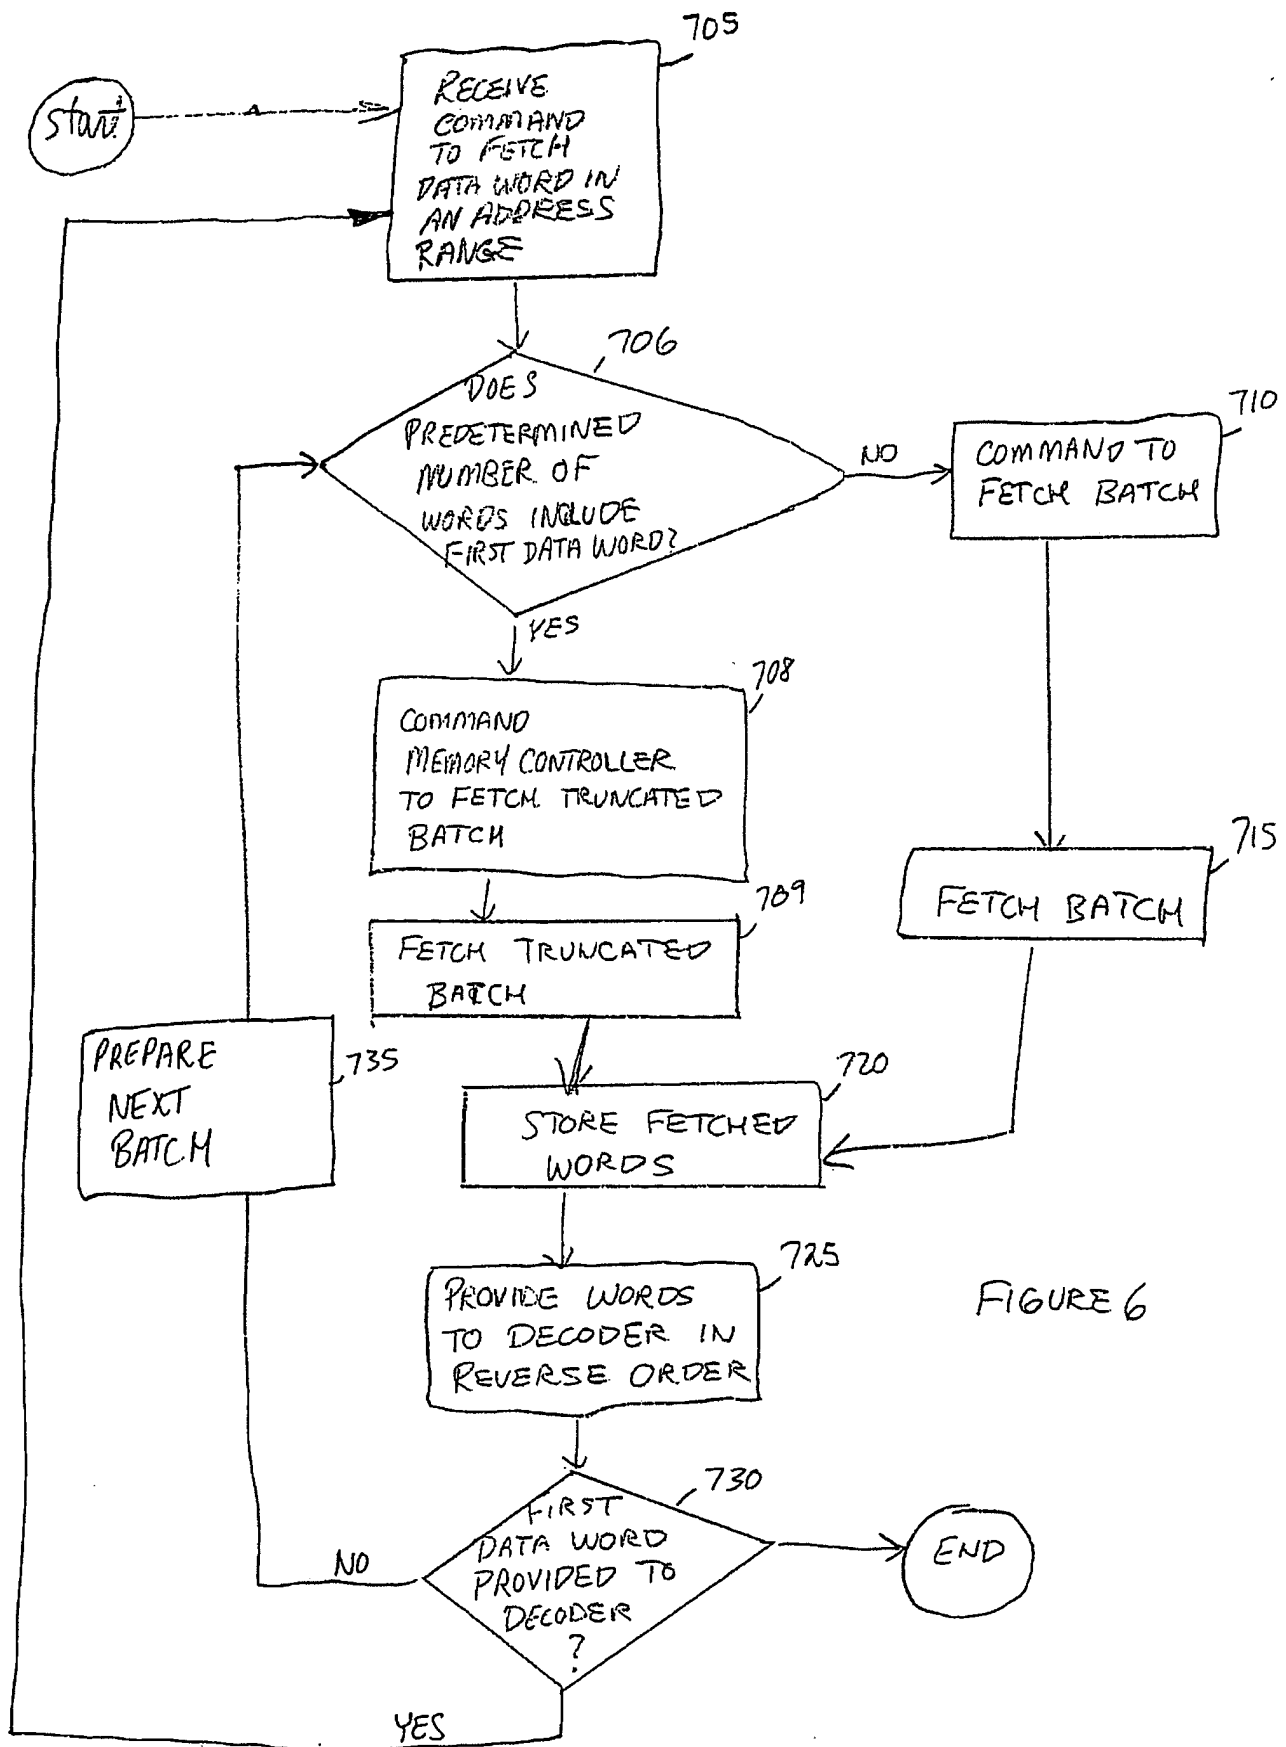 705
start
RECEIVE
COMMAND
TO FETCH
DATA WORD IN
AN ADDRESS
RANGE
706
DOES
PREDETERMINED
NUMBER OF
WORDS INCLUDE
FIRST DATA WORD?
NO
710
COMMAND TO
FETCH BATCH
YES
708
COMMAND
MEMORY CONTROLLER
TO FETCH TRUNCATED
BATCH
715
FETCH BATCH
709
FETCH TRUNCATED
BATCH
735
PREPARE
NEXT
BATCH
720
STORE FETCHED
WORDS
725
PROVIDE WORDS
TO DECODER IN
REVERSE ORDER
FIGURE 6
730
FIRST
DATA WORD
PROVIDED TO
DECODER
?
NO
END
YES